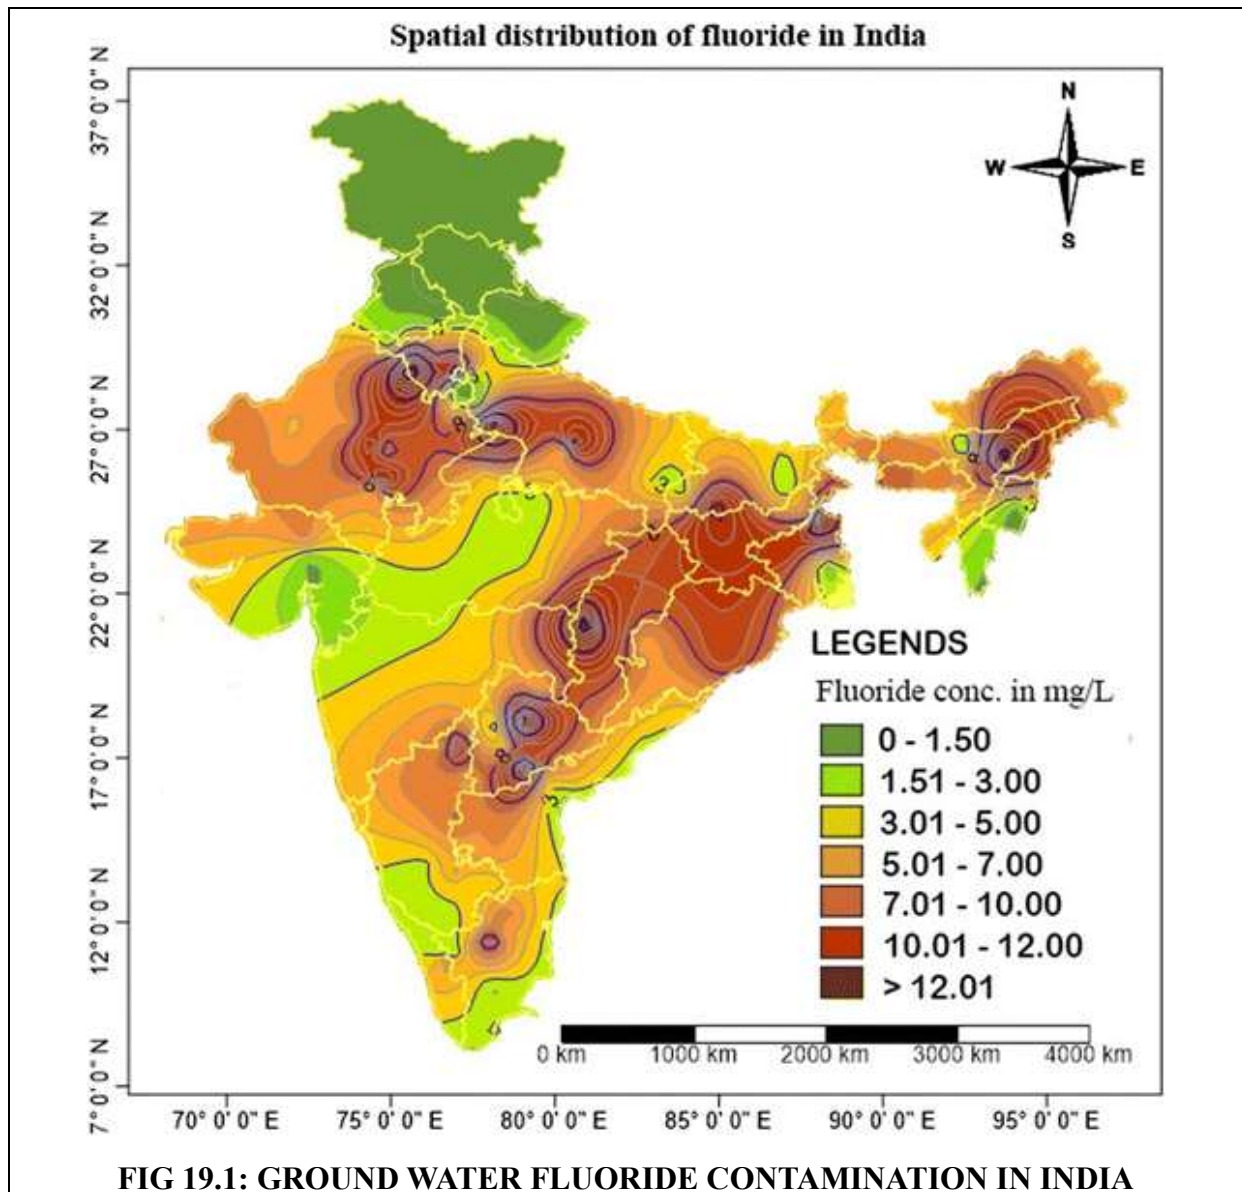 Spatial distribution of fluoride in India
N
W E
S
37° 0' 0" N
32° 0' 0" N
27° 0' 0" N
22° 0' 0" N
17° 0' 0" N
12° 0' 0" N
7° 0' 0" N
LEGENDS
Fluoride conc. in mg/L
0 - 1.50
1.51 - 3.00
3.01 - 5.00
5.01 - 7.00
7.01 - 10.00
10.01 - 12.00
> 12.01
0 km 1000 km 2000 km 3000 km 4000 km
70° 0' 0" E 75° 0' 0" E 80° 0' 0" E 85° 0' 0" E 90° 0' 0" E 95° 0' 0" E
FIG 19.1: GROUND WATER FLUORIDE CONTAMINATION IN INDIA